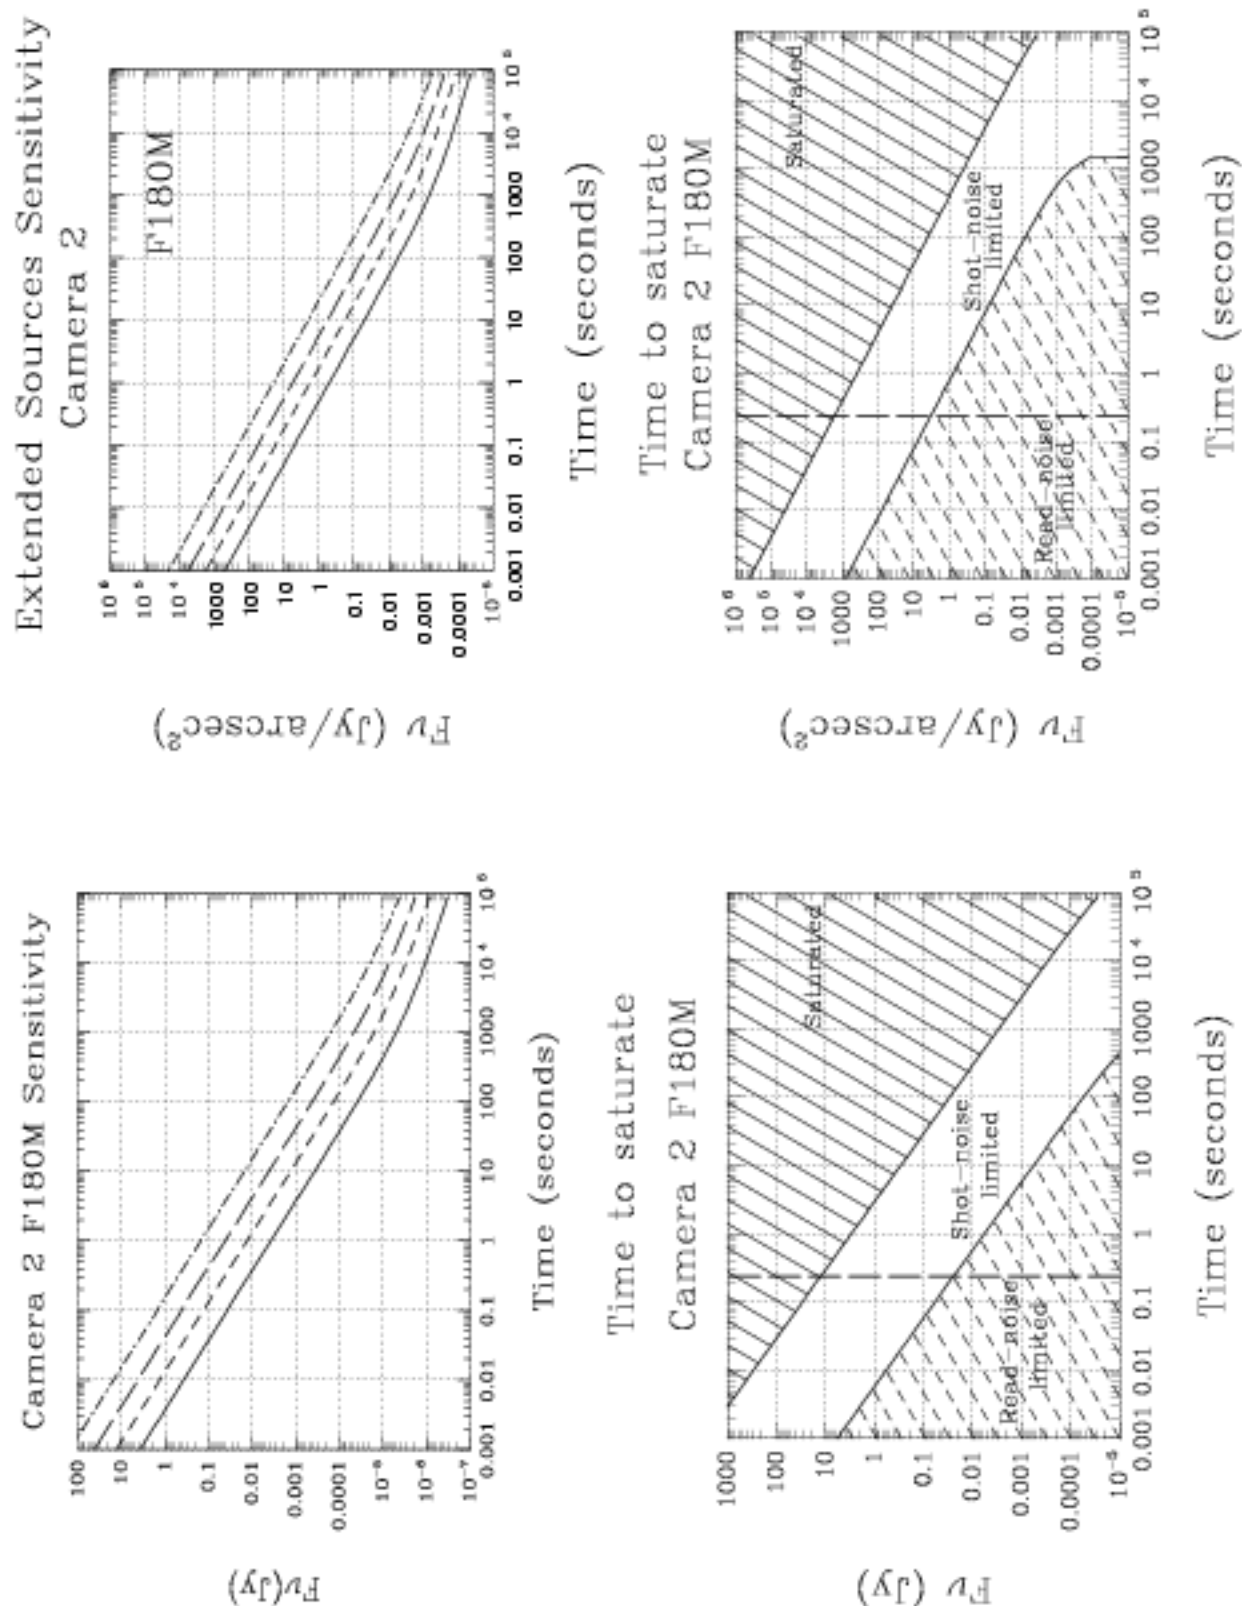 Camera 2 F180M Sensitivity
Fν(Jy)
100
10
1
0.1
0.01
0.001
0.0001
10⁻⁵
10⁻⁶
10⁻⁷
0.001 0.01 0.1 1 10 100 1000 10⁴ 10⁵
Time (seconds)
Extended Sources Sensitivity
Camera 2
F180M
Fν (Jy/arcsec²)
10⁶
10⁵
10⁴
1000
100
10
1
0.1
0.01
0.001
0.0001
10⁻⁵
0.001 0.01 0.1 1 10 100 1000 10⁴ 10⁵
Time (seconds)
Time to saturate
Camera 2 F180M
Fν (Jy)
1000
100
10
1
0.1
0.01
0.001
0.0001
10⁻⁵
Saturated
Shot-noise
limited
Read-noise
limited
0.001 0.01 0.1 1 10 100 1000 10⁴ 10⁵
Time (seconds)
Time to saturate
Camera 2 F180M
Fν (Jy/arcsec²)
10⁶
10⁵
10⁴
1000
100
10
1
0.1
0.01
0.001
0.0001
10⁻⁵
Saturated
Shot-noise
limited
Read-noise
limited
0.001 0.01 0.1 1 10 100 1000 10⁴ 10⁵
Time (seconds)